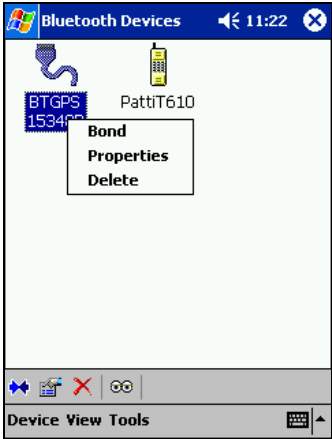 Bluetooth Devices 11:22
BTGPS PattiT610
Bond
Properties
Delete
Device View Tools